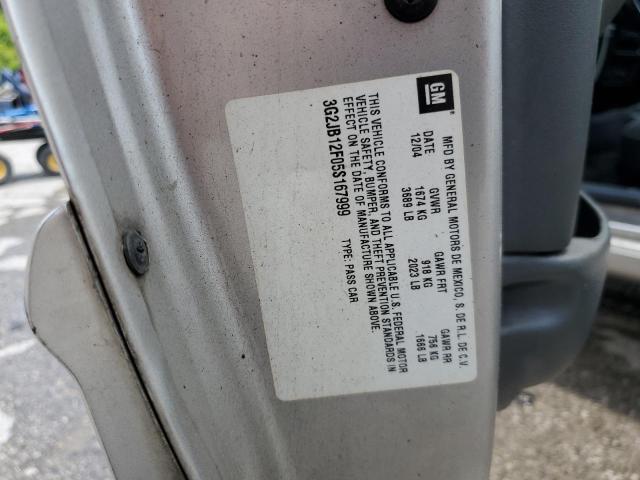 GM
MFD BY GENERAL MOTORS DE MEXICO, S. DE R.L. DE C.V.
DATE GVWR GAWR FRT GAWR RR
12/04 1674 KG 918 KG 756 KG
3689 LB 2023 LB 1666 LB
THIS VEHICLE CONFORMS TO ALL APPLICABLE U.S. FEDERAL MOTOR
VEHICLE SAFETY, BUMPER, AND THEFT PREVENTION STANDARDS IN
EFFECT ON THE DATE OF MANUFACTURE SHOWN ABOVE.
3G2JB12F05S167999 TYPE: PASS CAR